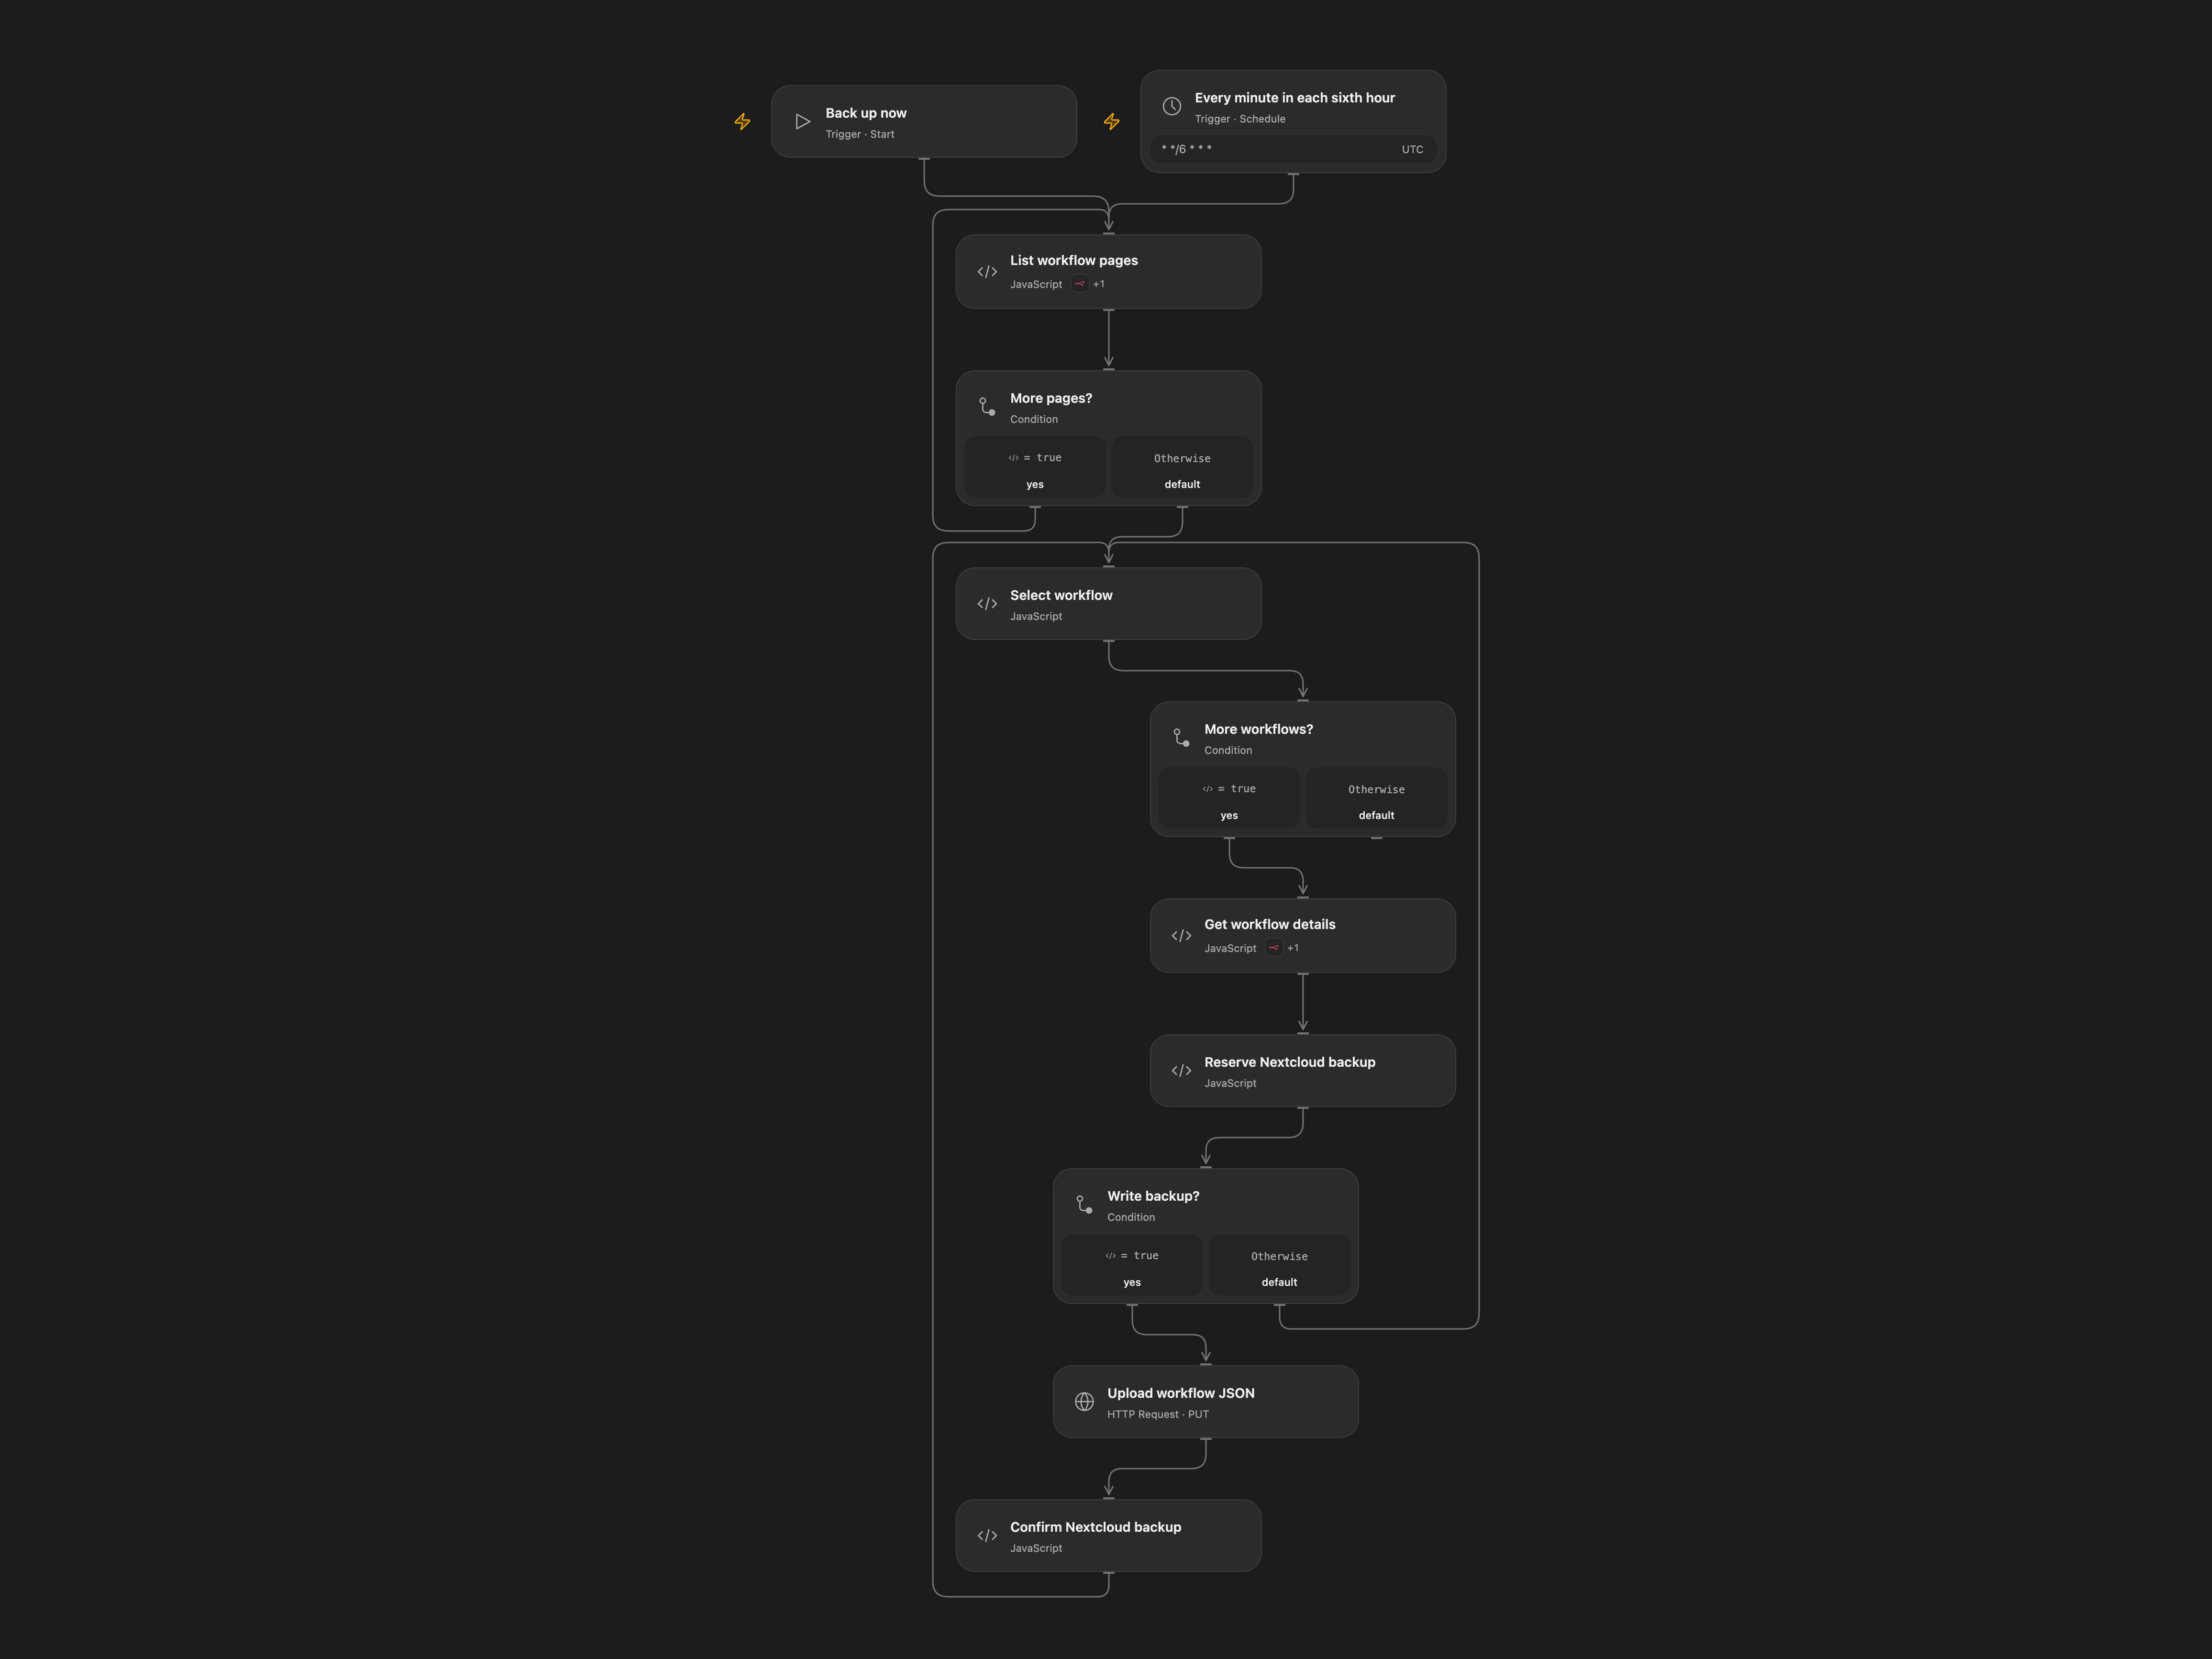 Back up now
Trigger · Start
Every minute in each sixth hour
Trigger · Schedule
* */6 * * *
UTC
List workflow pages
JavaScript +1
More pages?
Condition
</> = true
Otherwise
yes
default
Select workflow
JavaScript
More workflows?
Condition
</> = true
Otherwise
yes
default
Get workflow details
JavaScript +1
Reserve Nextcloud backup
JavaScript
Write backup?
Condition
</> = true
Otherwise
yes
default
Upload workflow JSON
HTTP Request · PUT
Confirm Nextcloud backup
JavaScript